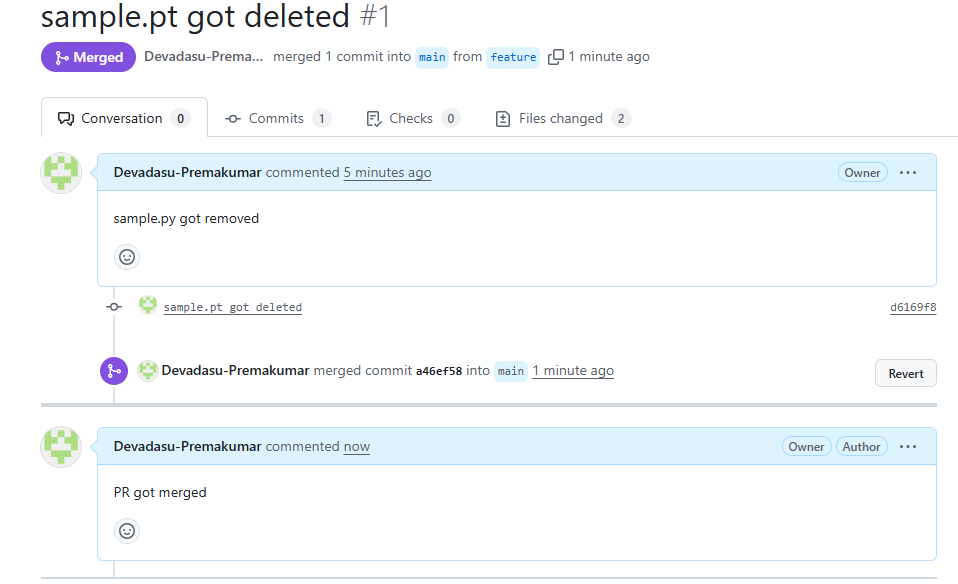 sample.pt got deleted #1
Merged Devadasu-Prema... merged 1 commit into main from feature 1 minute ago
Conversation 0 Commits 1 Checks 0 Files changed 2
Devadasu-Premakumar commented 5 minutes ago Owner ...
sample.py got removed
sample.pt got deleted d6169f8
Devadasu-Premakumar merged commit a46ef58 into main 1 minute ago Revert
Devadasu-Premakumar commented now Owner Author ...
PR got merged